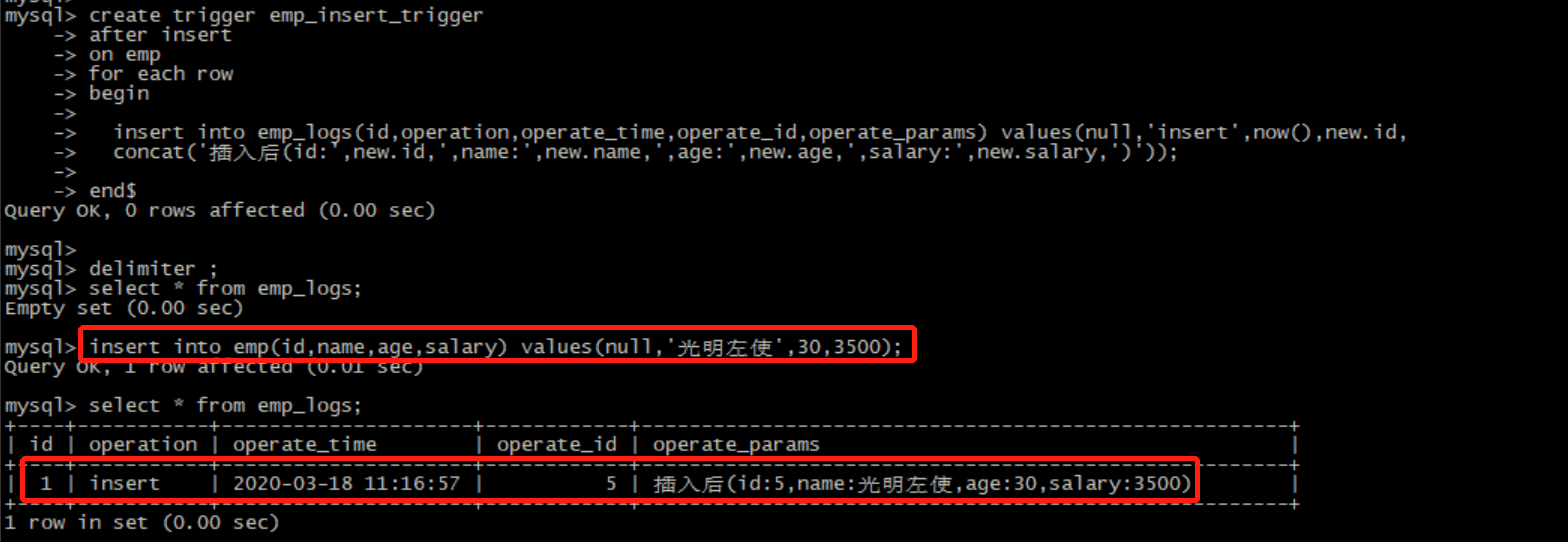 mysql> create trigger emp_insert_trigger
    -> after insert
    -> on emp
    -> for each row
    -> begin
    ->
    ->   insert into emp_logs(id,operation,operate_time,operate_id,operate_params) values(null,'insert',now(),new.id,
    ->   concat('插入后(id:',new.id,',name:',new.name,',age:',new.age,',salary:',new.salary,')'));
    ->
    -> end$
Query OK, 0 rows affected (0.00 sec)
mysql>
mysql> delimiter ;
mysql> select * from emp_logs;
Empty set (0.00 sec)
mysql> insert into emp(id,name,age,salary) values(null,'光明左使',30,3500);
Query OK, 1 row affected (0.01 sec)
mysql> select * from emp_logs;
+----+-----------+---------------------+------------+------------------------------------------------------+
| id | operation | operate_time        | operate_id | operate_params                                       |
+----+-----------+---------------------+------------+------------------------------------------------------+
|  1 | insert    | 2020-03-18 11:16:57 |          5 | 插入后(id:5,name:光明左使,age:30,salary:3500)        |
+----+-----------+---------------------+------------+------------------------------------------------------+
1 row in set (0.00 sec)